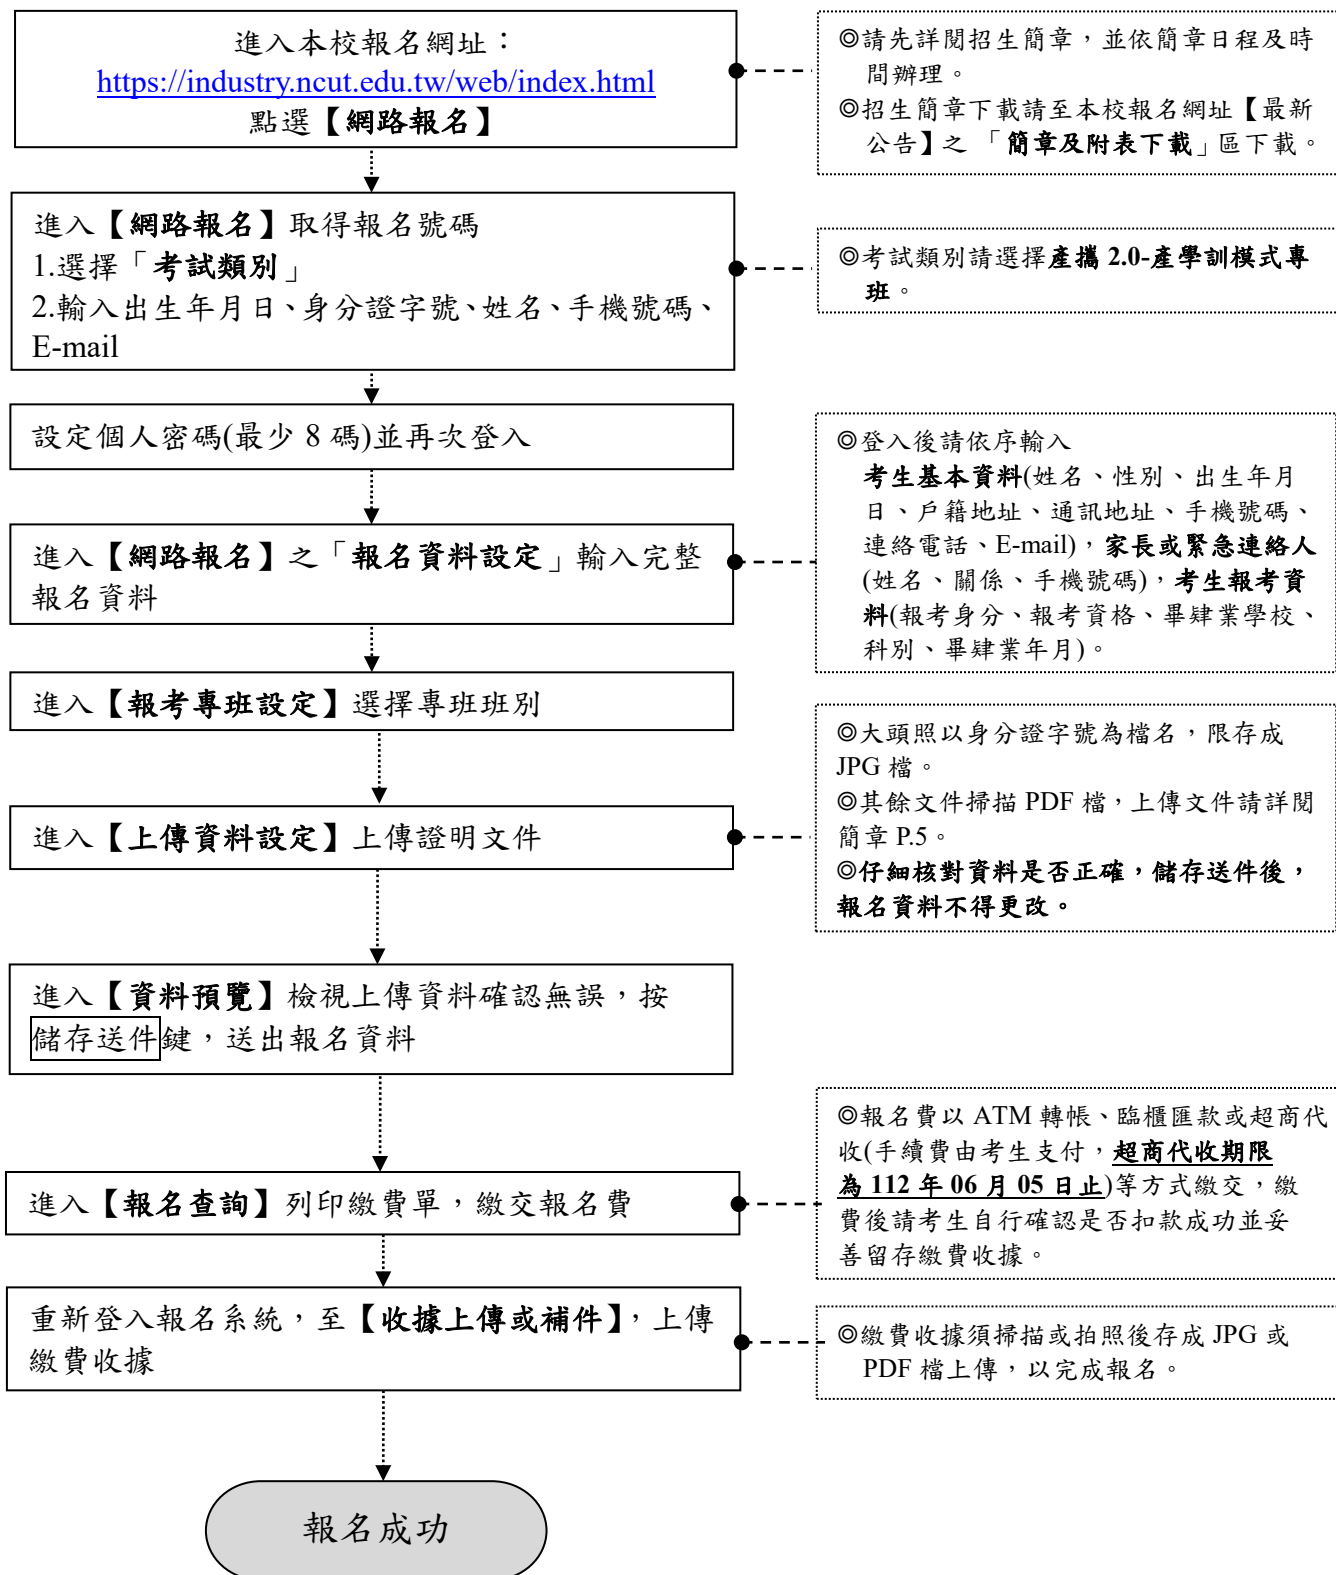 進入本校報名網址：
https://industry.ncut.edu.tw/web/index.html
點選【網路報名】
◎請先詳閱招生簡章，並依簡章日程及時
間辦理。
◎招生簡章下載請至本校報名網址【最新
公告】之 「簡章及附表下載」區下載。
進入【網路報名】取得報名號碼
1.選擇「考試類別」
2.輸入出生年月日、身分證字號、姓名、手機號碼、
E-mail
◎考試類別請選擇產攜 2.0-產學訓模式專
班。
設定個人密碼(最少 8 碼)並再次登入
進入【網路報名】之「報名資料設定」輸入完整
報名資料
◎登入後請依序輸入
考生基本資料(姓名、性別、出生年月
日、戶籍地址、通訊地址、手機號碼、
連絡電話、E-mail)，家長或緊急連絡人
(姓名、關係、手機號碼)，考生報考資
料(報考身分、報考資格、畢肄業學校、
科別、畢肄業年月)。
進入【報考專班設定】選擇專班班別
進入【上傳資料設定】上傳證明文件
◎大頭照以身分證字號為檔名，限存成
JPG 檔。
◎其餘文件掃描 PDF 檔，上傳文件請詳閱
簡章 P.5。
◎仔細核對資料是否正確，儲存送件後，
報名資料不得更改。
進入【資料預覽】檢視上傳資料確認無誤，按
儲存送件鍵，送出報名資料
進入【報名查詢】列印繳費單，繳交報名費
◎報名費以 ATM 轉帳、臨櫃匯款或超商代
收(手續費由考生支付，超商代收期限
為 112 年 06 月 05 日止)等方式繳交，繳
費後請考生自行確認是否扣款成功並妥
善留存繳費收據。
重新登入報名系統，至【收據上傳或補件】，上傳
繳費收據
◎繳費收據須掃描或拍照後存成 JPG 或
PDF 檔上傳，以完成報名。
報名成功